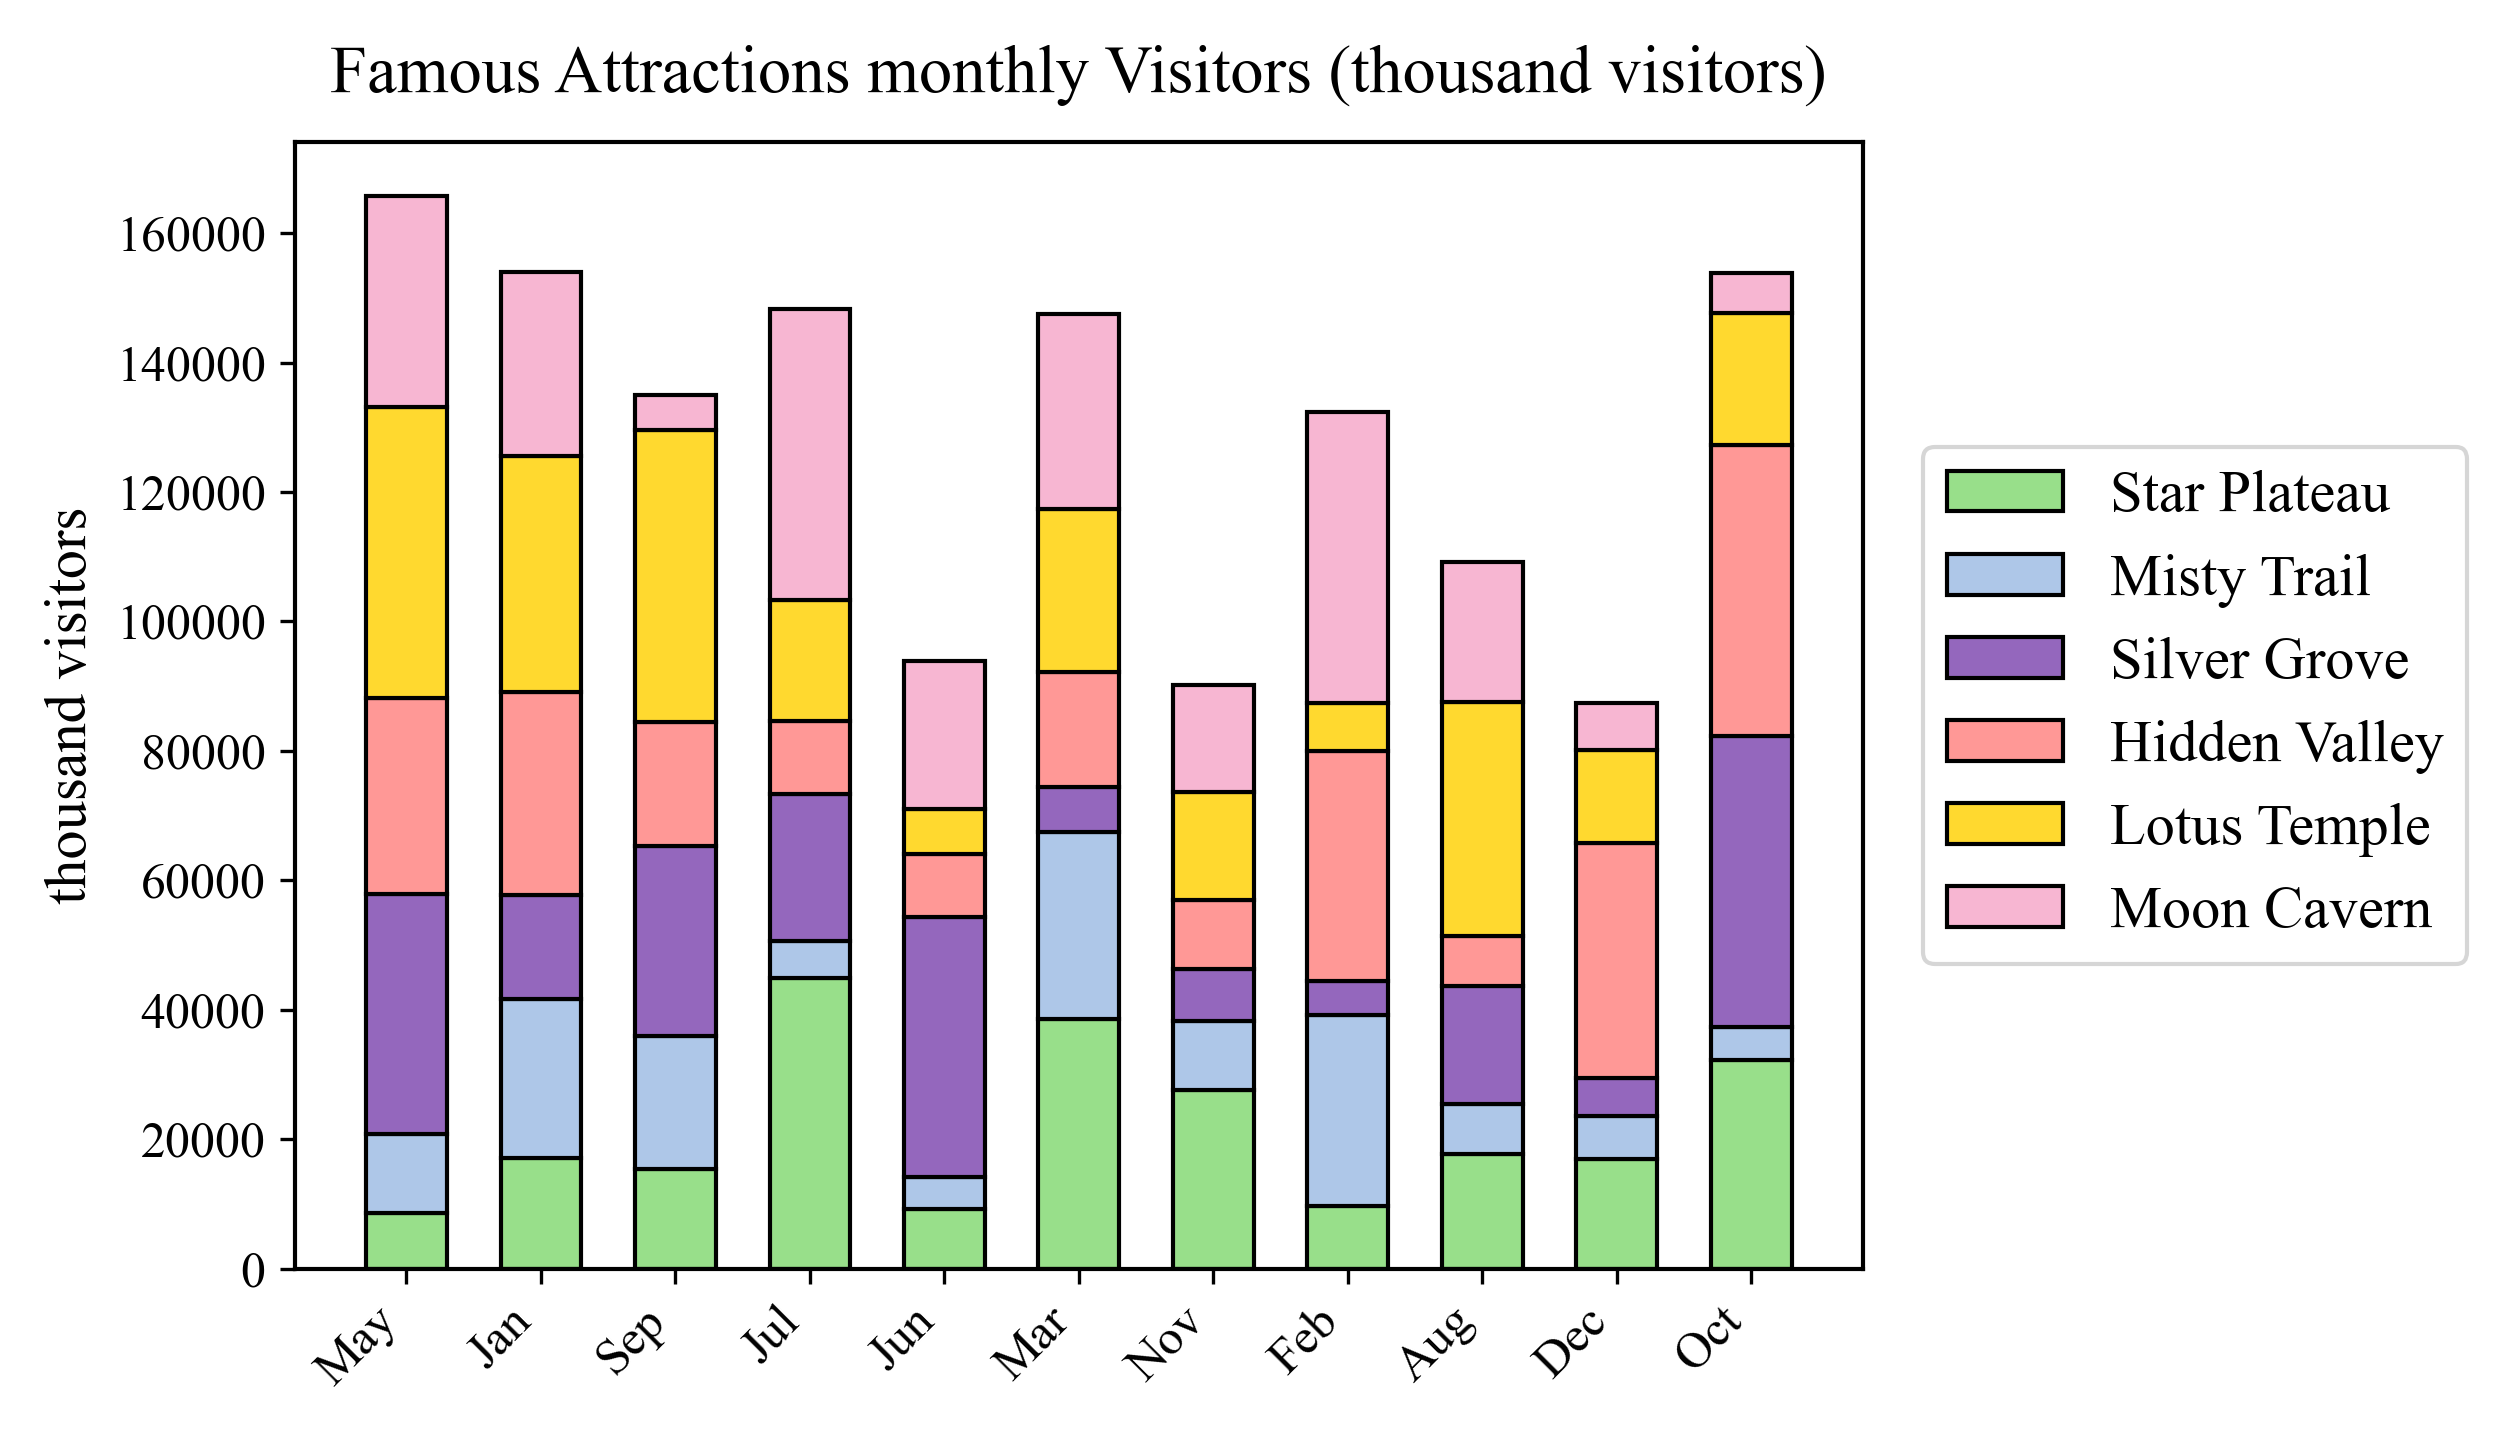 Famous Attractions monthly Visitors (thousand visitors)
thousand visitors
160000
140000
120000
100000
80000
60000
40000
20000
0
May
Jan
Sep
Jul
Jun
Mar
Nov
Feb
Aug
Dec
Oct
Star Plateau
Misty Trail
Silver Grove
Hidden Valley
Lotus Temple
Moon Cavern